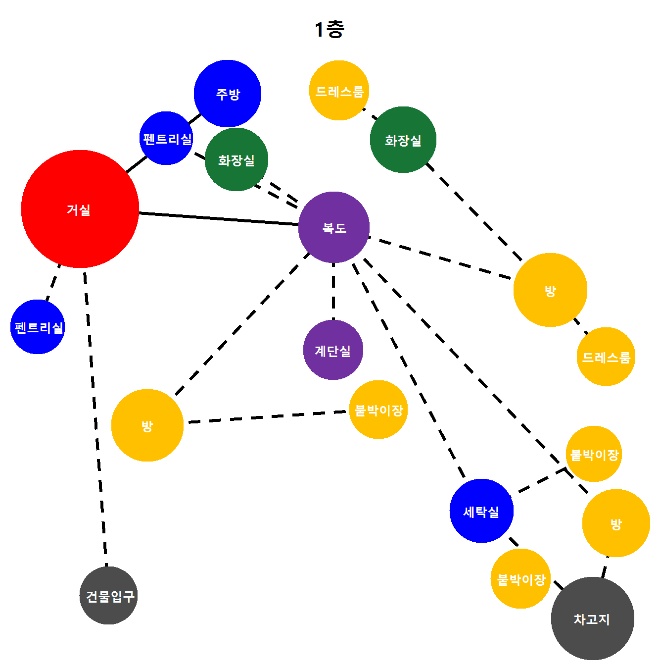 1층
주방
드레스룸
펜트리실
화장실
화장실
거실
복도
방
펜트리실
계단실
드레스룸
방
붙박이장
붙박이장
세탁실
방
붙박이장
건물입구
차고지